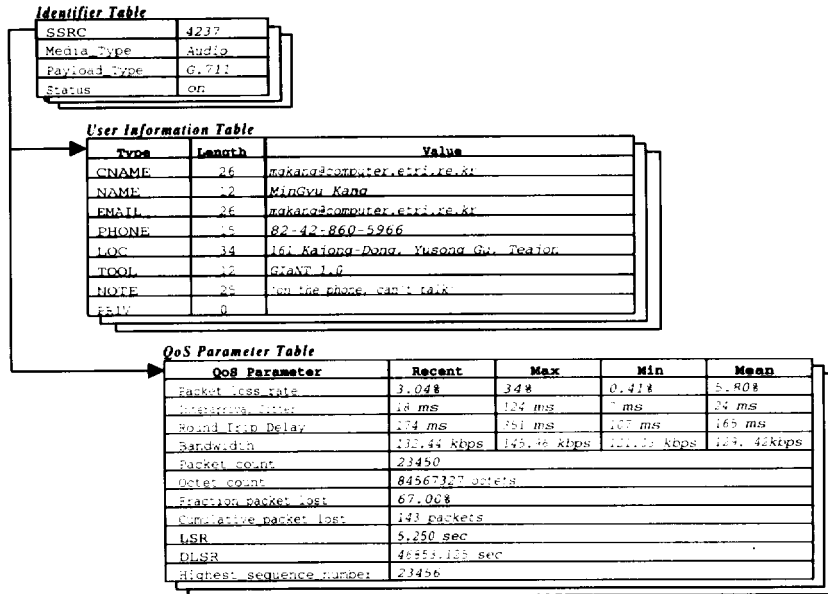 Identifier Table
SSRC 4237
Media_Type Audio
Payload_Type G.711
Status on
User Information Table
Type Length Value
CNAME 26 mgkang@computer.etri.re.kr
NAME 12 MinGyu Kang
EMAIL 26 mgkang@computer.etri.re.kr
PHONE 15 82-42-860-5966
LOC 34 161 Kajong-Dong, Yusong Gu, Teajon
TOOL 12 GIaNT 1.0
NOTE 25 "on the phone, can't talk"
PRIV 0
QoS Parameter Table
QoS Parameter Recent Max Min Mean
Packet_loss_rate 3.04% 34% 0.41% 5.80%
Interarrival_Jitter 18 ms 124 ms ms 24 ms
Round_Trip_Delay 174 ms 351 ms 107 ms 165 ms
Bandwidth 132.44 kbps kbps kbps 129.42kbps
Packet_count 23450
Octet_count 84567327 octets
Fraction_packet_lost 67.00%
Cumulative_packet_lost 143 packets
LSR 5.250 sec
DLSR sec
Highest_sequence_number 23456